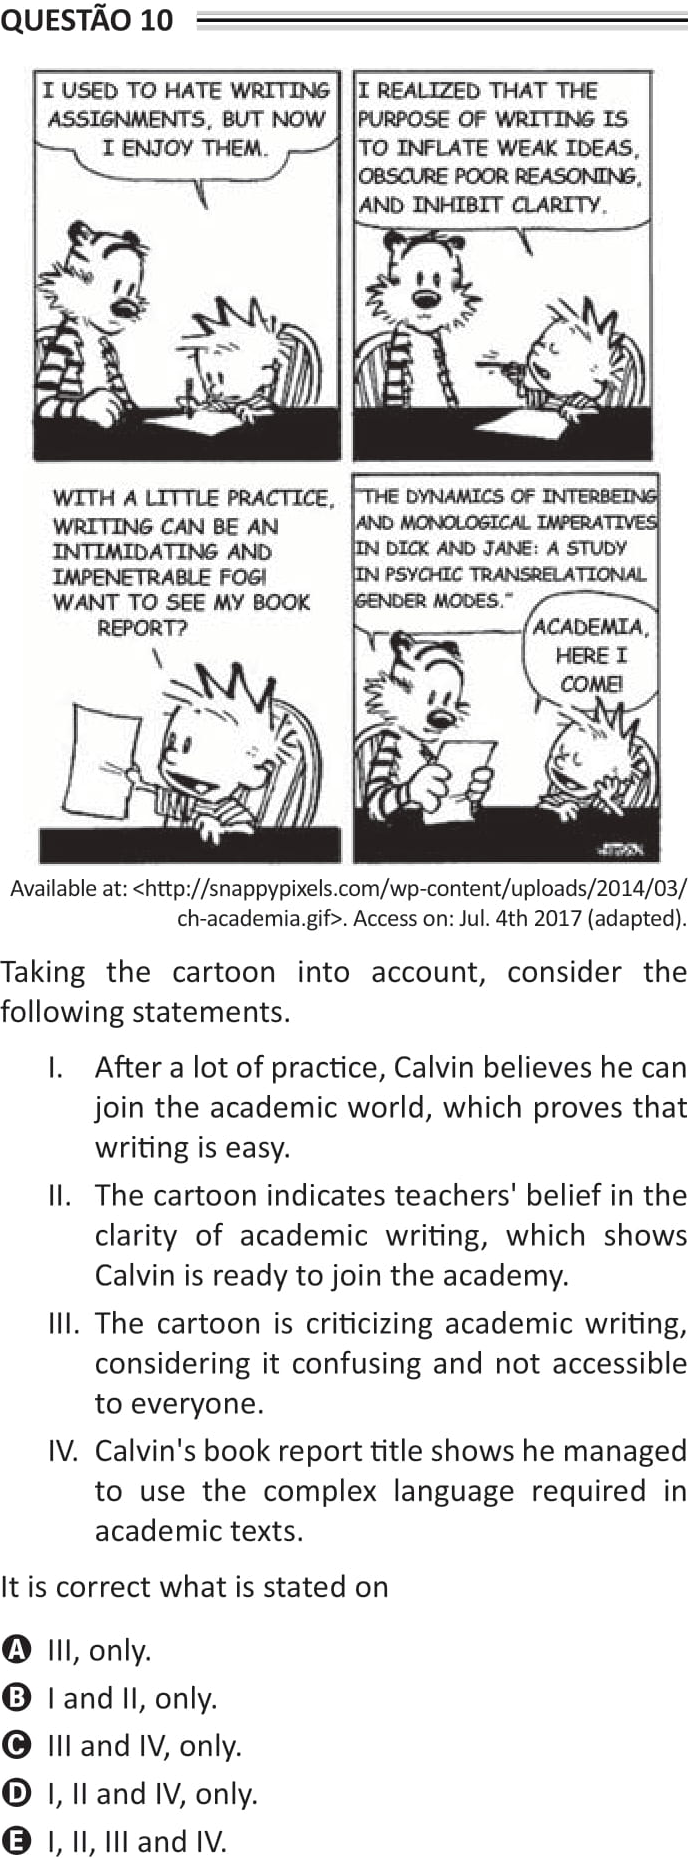 QUESTÃO 10
I USED TO HATE WRITING
ASSIGNMENTS, BUT NOW
I ENJOY THEM.
I REALIZED THAT THE
PURPOSE OF WRITING IS
TO INFLATE WEAK IDEAS,
OBSCURE POOR REASONING,
AND INHIBIT CLARITY.
WITH A LITTLE PRACTICE,
WRITING CAN BE AN
INTIMIDATING AND
IMPENETRABLE FOG!
WANT TO SEE MY BOOK
REPORT?
"THE DYNAMICS OF INTERBEING
AND MONOLOGICAL IMPERATIVES
IN DICK AND JANE: A STUDY
IN PSYCHIC TRANSRELATIONAL
GENDER MODES."
ACADEMIA,
HERE I
COME!
Available at: <http://snappypixels.com/wp-content/uploads/2014/03/
ch-academia.gif>. Access on: Jul. 4th 2017 (adapted).
Taking the cartoon into account, consider the
following statements.
I. After a lot of practice, Calvin believes he can
join the academic world, which proves that
writing is easy.
II. The cartoon indicates teachers' belief in the
clarity of academic writing, which shows
Calvin is ready to join the academy.
III. The cartoon is criticizing academic writing,
considering it confusing and not accessible
to everyone.
IV. Calvin's book report title shows he managed
to use the complex language required in
academic texts.
It is correct what is stated on
A III, only.
B I and II, only.
C III and IV, only.
D I, II and IV, only.
E I, II, III and IV.